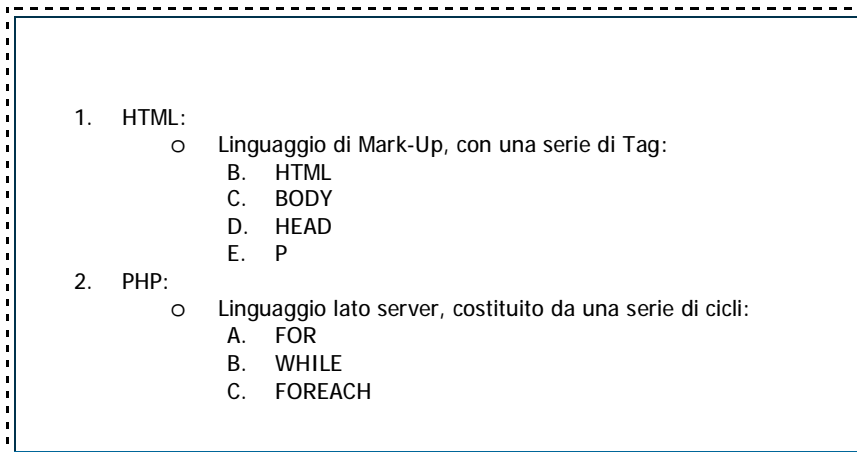 1. HTML:
o Linguaggio di Mark-Up, con una serie di Tag:
B. HTML
C. BODY
D. HEAD
E. P
2. PHP:
o Linguaggio lato server, costituito da una serie di cicli:
A. FOR
B. WHILE
C. FOREACH